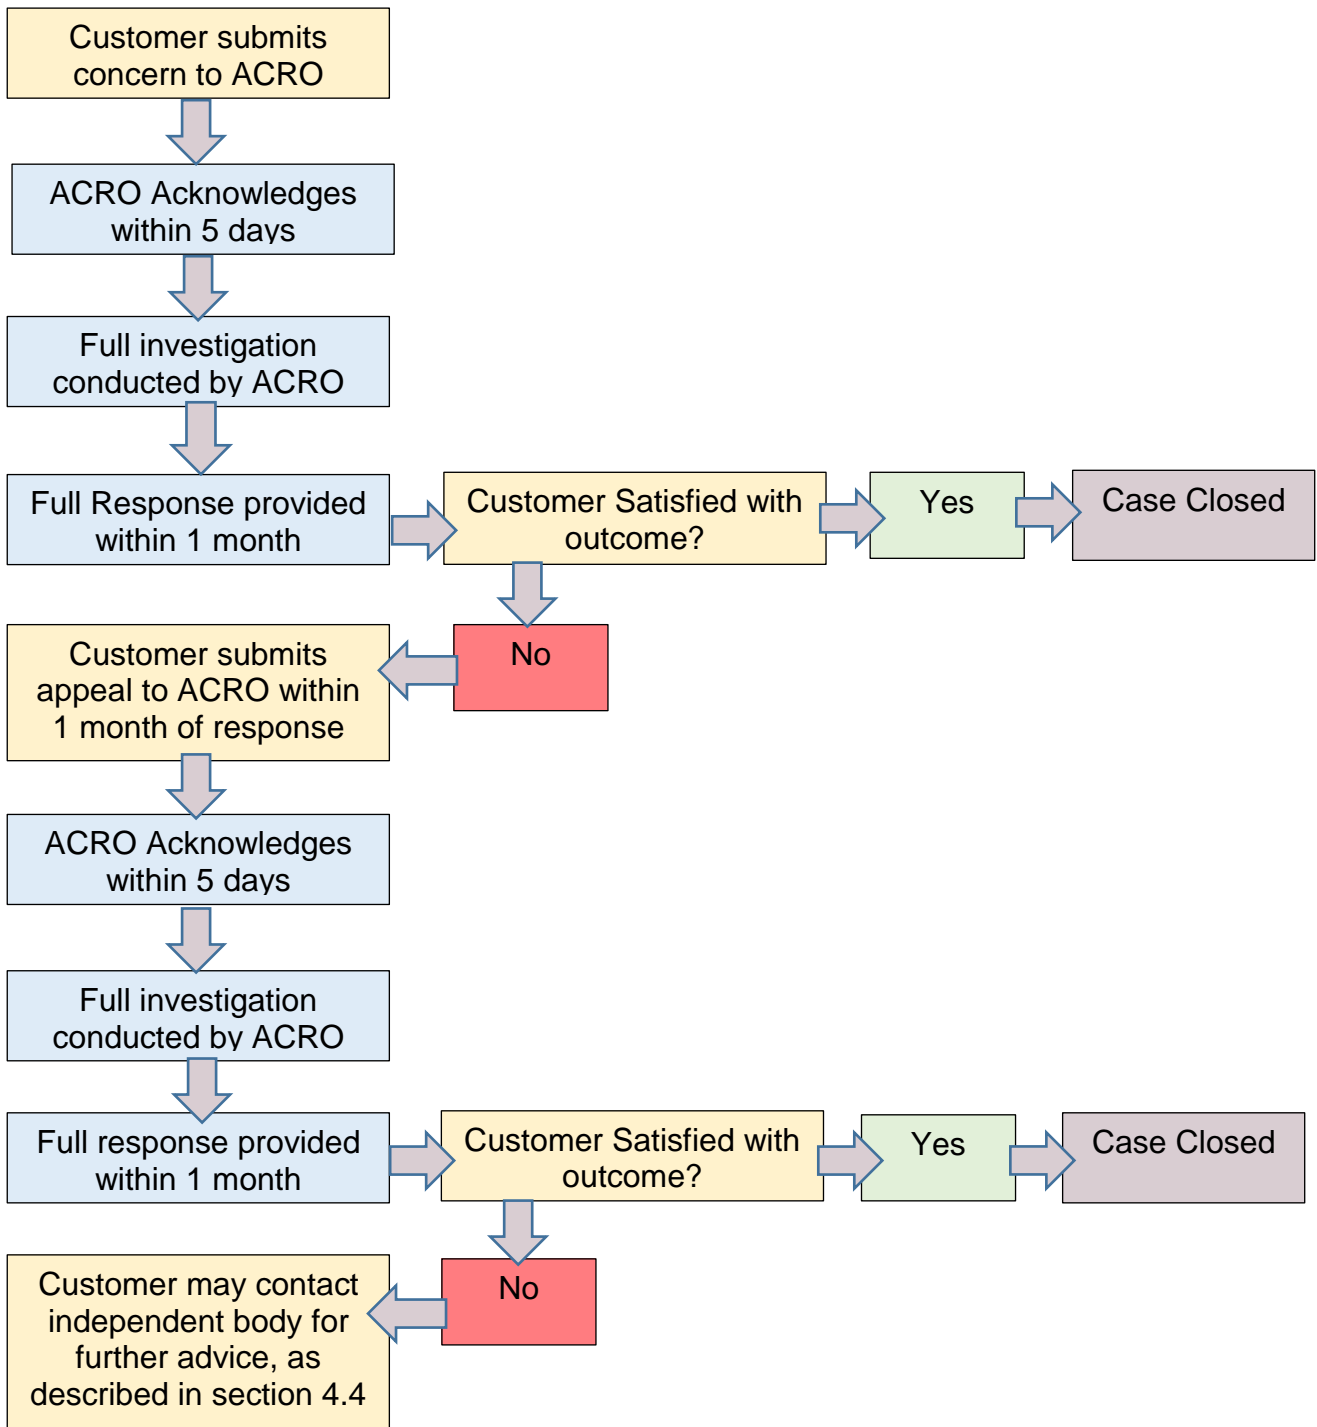 Customer submits
concern to ACRO
ACRO Acknowledges
within 5 days
Full investigation
conducted by ACRO
Full Response provided
within 1 month
Customer Satisfied with
outcome?
Yes
Case Closed
No
Customer submits
appeal to ACRO within
1 month of response
ACRO Acknowledges
within 5 days
Full investigation
conducted by ACRO
Full response provided
within 1 month
Customer Satisfied with
outcome?
Yes
Case Closed
No
Customer may contact
independent body for
further advice, as
described in section 4.4